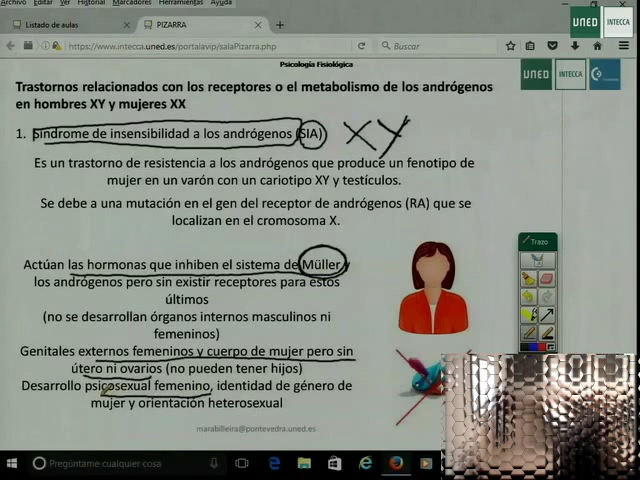 Archivo Editar Ver Historial Marcadores Herramientas Ayuda
Listado de aulas
PIZARRA
https://www.intecca.uned.es/portalavip/salaPizarra.php
Buscar
UNED
INTECCA
Psicología Fisiológica
UNED
INTECCA
Trastornos relacionados con los receptores o el metabolismo de los andrógenos
en hombres XY y mujeres XX
1. Síndrome de insensibilidad a los andrógenos (SIA)
XY
Es un trastorno de resistencia a los andrógenos que produce un fenotipo de
mujer en un varón con un cariotipo XY y testículos.
Se debe a una mutación en el gen del receptor de andrógenos (RA) que se
localizan en el cromosoma X.
Actúan las hormonas que inhiben el sistema de Müller y
los andrógenos pero sin existir receptores para estos
últimos
(no se desarrollan órganos internos masculinos ni
femeninos)
Genitales externos femeninos y cuerpo de mujer pero sin
útero ni ovarios (no pueden tener hijos)
Desarrollo psicosexual femenino, identidad de género de
mujer y orientación heterosexual
Trazo
marabilleira@pontevedra.uned.es
Pregúntame cualquier cosa